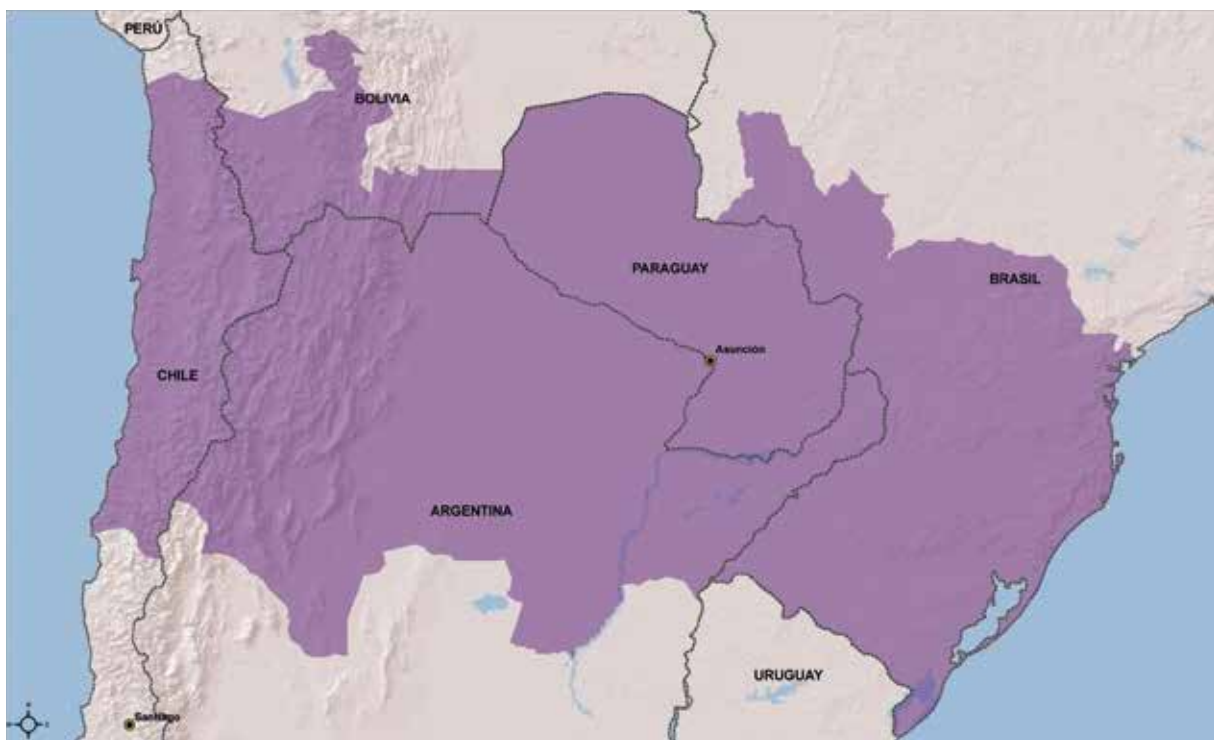 PERÚ
BOLIVIA
PARAGUAY
BRASIL
Asunción
CHILE
ARGENTINA
URUGUAY
Santiago